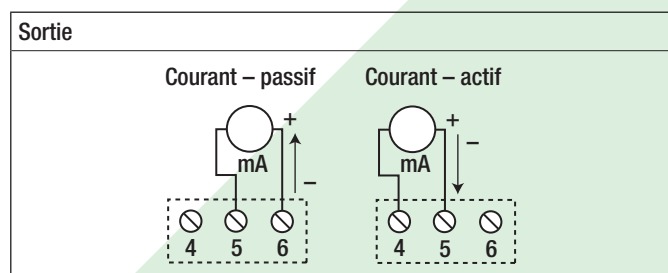 Sortie
Courant – passif Courant – actif
+ + –
mA mA
–
4 5 6 4 5 6